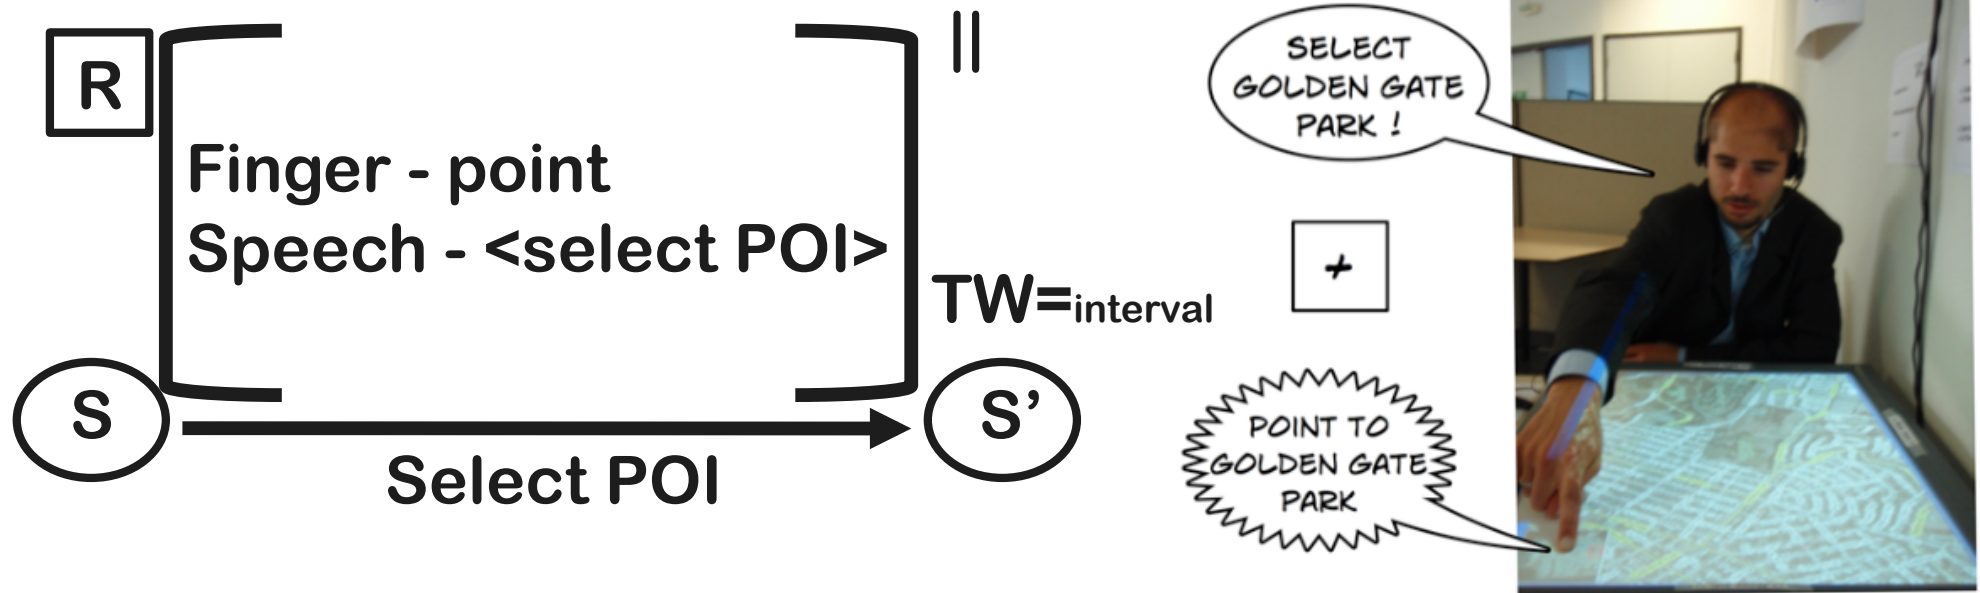 R
||
Finger - point
Speech - <select POI>
TW=interval
S
S’
Select POI
SELECT
GOLDEN GATE
PARK !
+
POINT TO
GOLDEN GATE
PARK